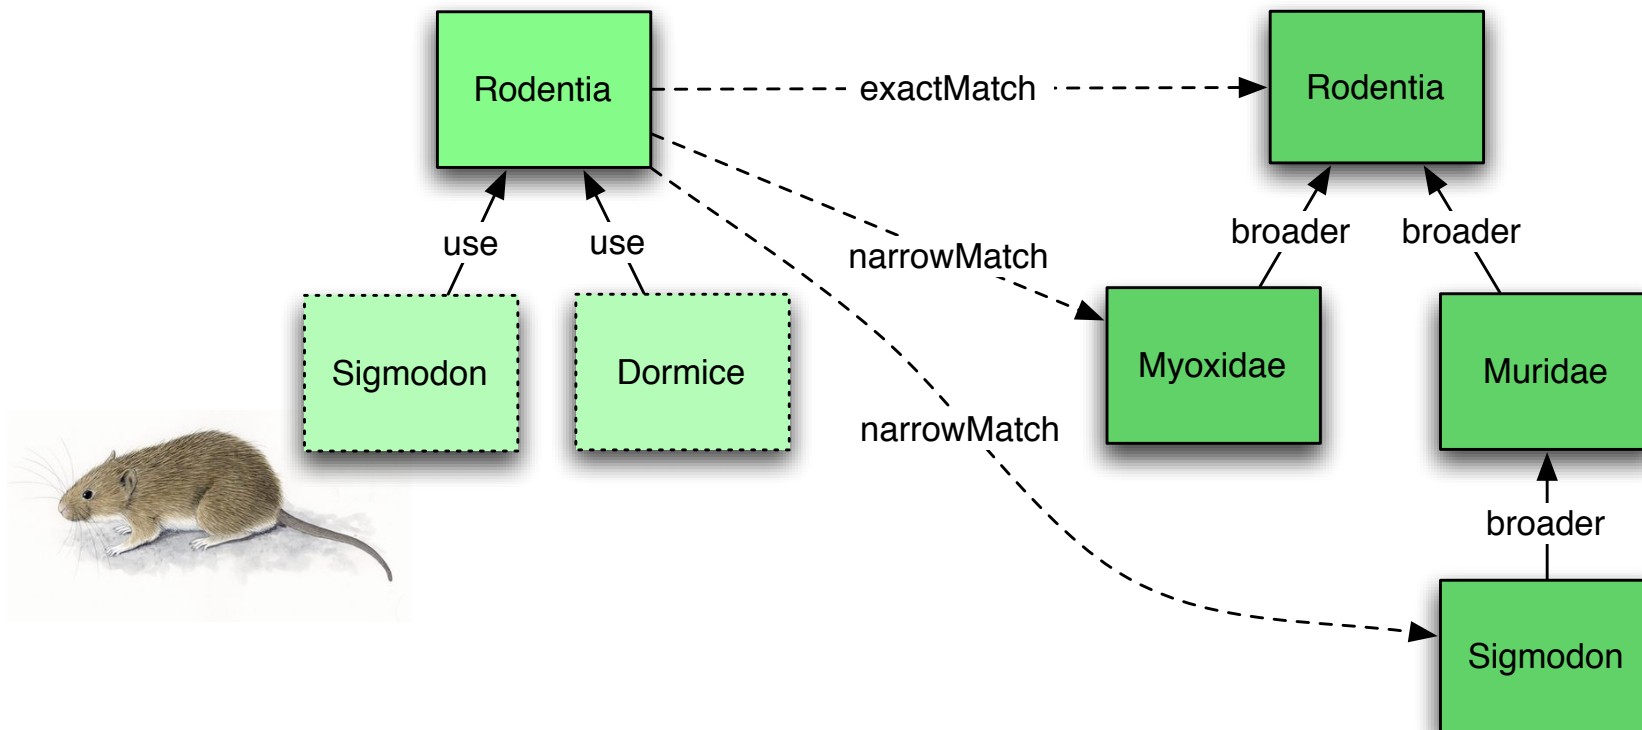 Rodentia
exactMatch
Rodentia
use
use
narrowMatch
broader
broader
Sigmodon
Dormice
Myoxidae
Muridae
narrowMatch
broader
Sigmodon